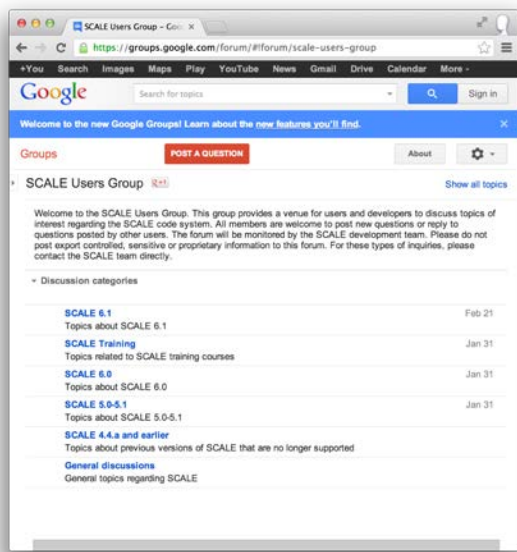 SCALE Users Group – Goo
https://groups.google.com/forum/#!forum/scale-users-group
+You Search Images Maps Play YouTube News Gmail Drive Calendar More
Google Search for topics Sign in
Welcome to the new Google Groups! Learn about the new features you'll find.
Groups POST A QUESTION About
SCALE Users Group +1 Show all topics
Welcome to the SCALE Users Group. This group provides a venue for users and developers to discuss topics of
interest regarding the SCALE code system. All members are welcome to post new questions or reply to
questions posted by other users. The forum will be monitored by the SCALE development team. Please do not
post export controlled, sensitive or proprietary information to this forum. For these types of inquiries, please
contact the SCALE team directly.
Discussion categories
SCALE 6.1 Feb 21
Topics about SCALE 6.1
SCALE Training Jan 31
Topics related to SCALE training courses
SCALE 6.0 Jan 31
Topics about SCALE 6.0
SCALE 5.0-5.1 Jan 31
Topics about SCALE 5.0-5.1
SCALE 4.4.a and earlier
Topics about previous versions of SCALE that are no longer supported
General discussions
General topics regarding SCALE